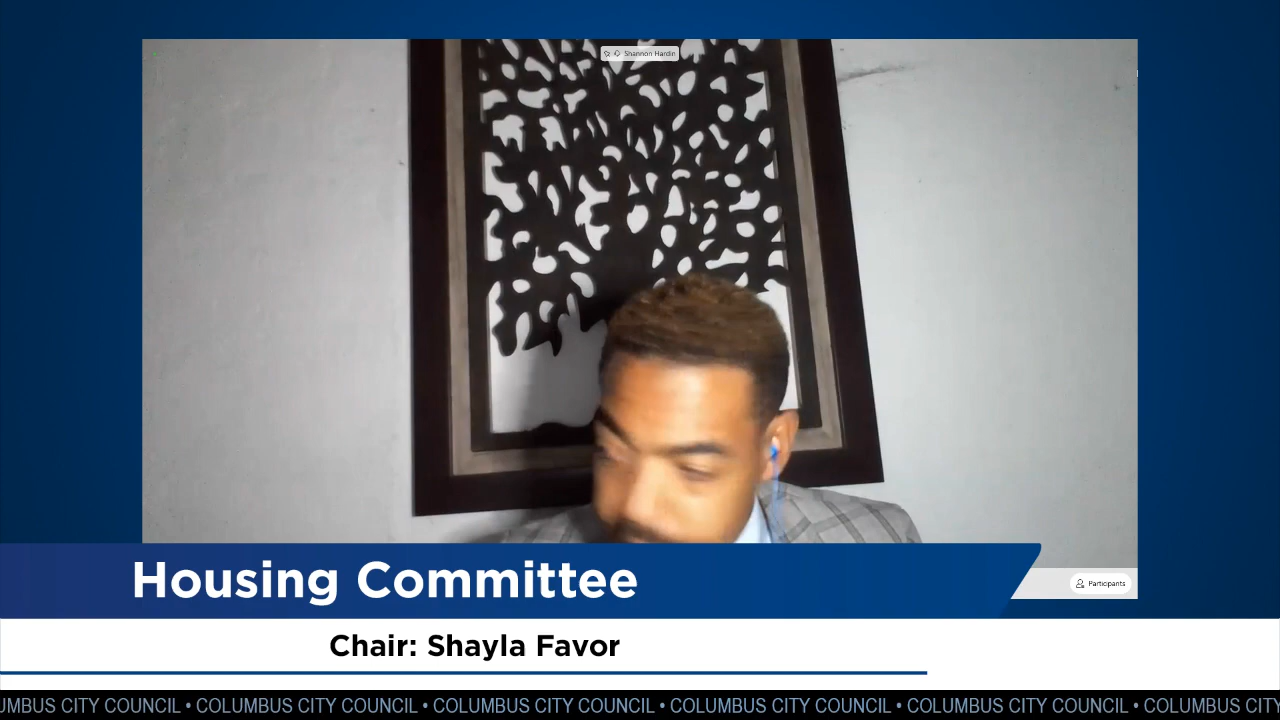 Shannon Hardin
Participants
Housing Committee
Chair: Shayla Favor
UMBUS CITY COUNCIL • COLUMBUS CITY COUNCIL • COLUMBUS CITY COUNCIL • COLUMBUS CITY COUNCIL • COLUMBUS CITY COUNCIL • COLUMBUS CITY